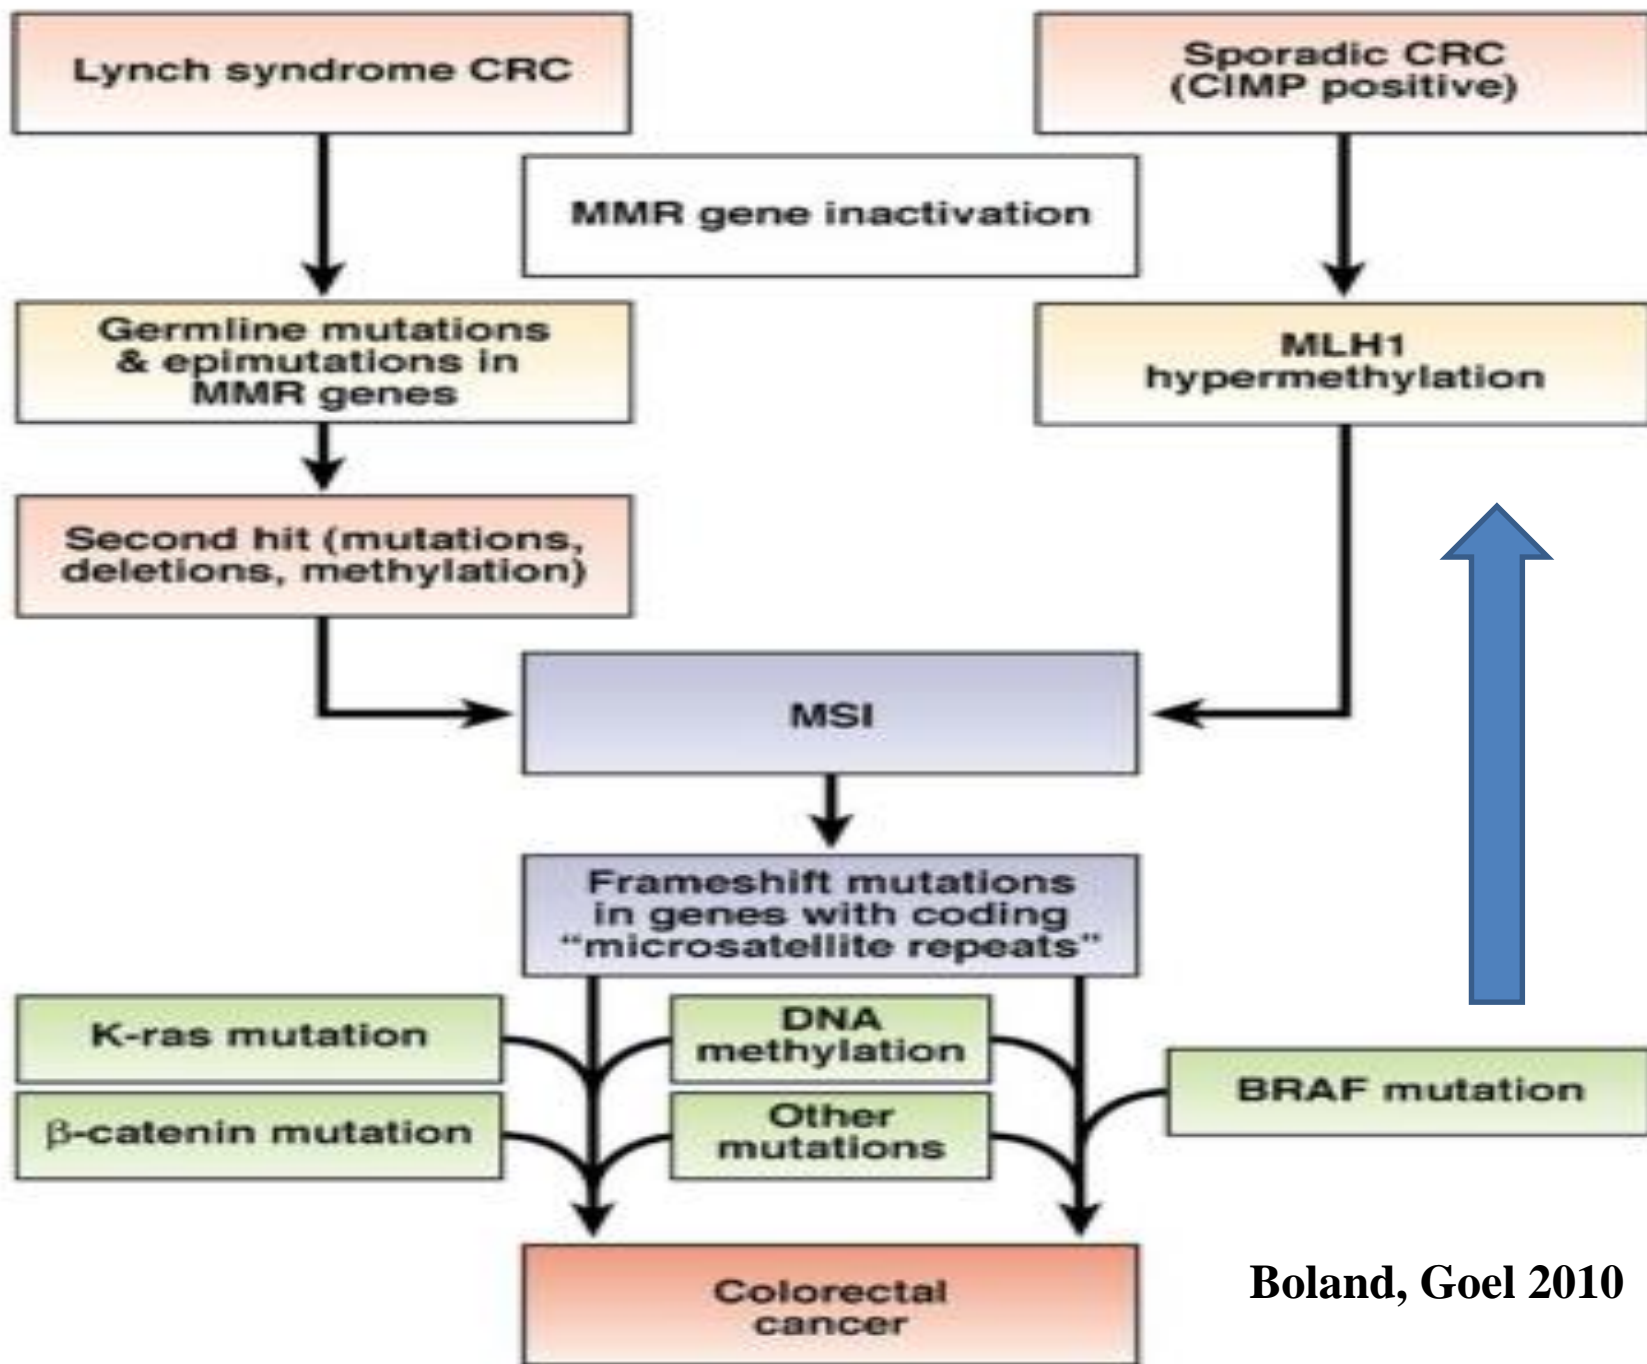 Lynch syndrome CRC
Sporadic CRC
(CIMP positive)
MMR gene inactivation
Germline mutations
& epimutations in
MMR genes
MLH1
hypermethylation
Second hit (mutations,
deletions, methylation)
MSI
Frameshift mutations
in genes with coding
“microsatellite repeats”
K-ras mutation
DNA
methylation
BRAF mutation
β-catenin mutation
Other
mutations
Colorectal
cancer
Boland, Goel 2010